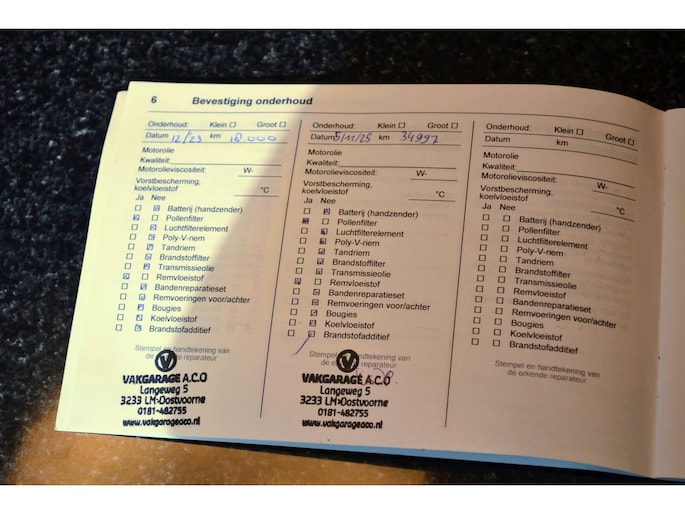 6 Bevestiging onderhoud
Onderhoud: Klein ☐ Groot ☐
Datum 12/23 km 18.000
Motorolie
Kwaliteit:
Motorolieviscositeit: W-
Vorstbescherming,
koelvloeistof °C
Ja Nee
Batterij (handzender)
Pollenfilter
Luchtfilterelement
Poly-V-riem
Tandriem
Brandstoffilter
Transmissieolie
Remvloeistof
Bandenreparatieset
Remvoeringen voor/achter
Bougies
Koelvloeistof
Brandstofadditief
Stempel en handtekening van
de erkende reparateur
VAKGARAGE A.C.O
Langeweg 5
3233 LM>Oostvoorne
0181-482755
www.vakgarageaco.nl
Onderhoud: Klein ☐ Groot ☐
Datum 5/11/25 km 34997
Motorolie
Kwaliteit:
Motorolieviscositeit: W-
Vorstbescherming,
koelvloeistof °C
Ja Nee
Batterij (handzender)
Pollenfilter
Luchtfilterelement
Poly-V-riem
Tandriem
Brandstoffilter
Transmissieolie
Remvloeistof
Bandenreparatieset
Remvoeringen voor/achter
Bougies
Koelvloeistof
Brandstofadditief
Stempel en handtekening van
de erkende reparateur
VAKGARAGE A.C.O
Langeweg 5
3233 LM>Oostvoorne
0181-482755
www.vakgarageaco.nl
Onderhoud: Klein ☐ Groot ☐
Datum km
Motorolie
Kwaliteit:
Motorolieviscositeit: W-
Vorstbescherming,
koelvloeistof °C
Ja Nee
Batterij (handzender)
Pollenfilter
Luchtfilterelement
Poly-V-riem
Tandriem
Brandstoffilter
Transmissieolie
Remvloeistof
Bandenreparatieset
Remvoeringen voor/achter
Bougies
Koelvloeistof
Brandstofadditief
Stempel en handtekening van
de erkende reparateur